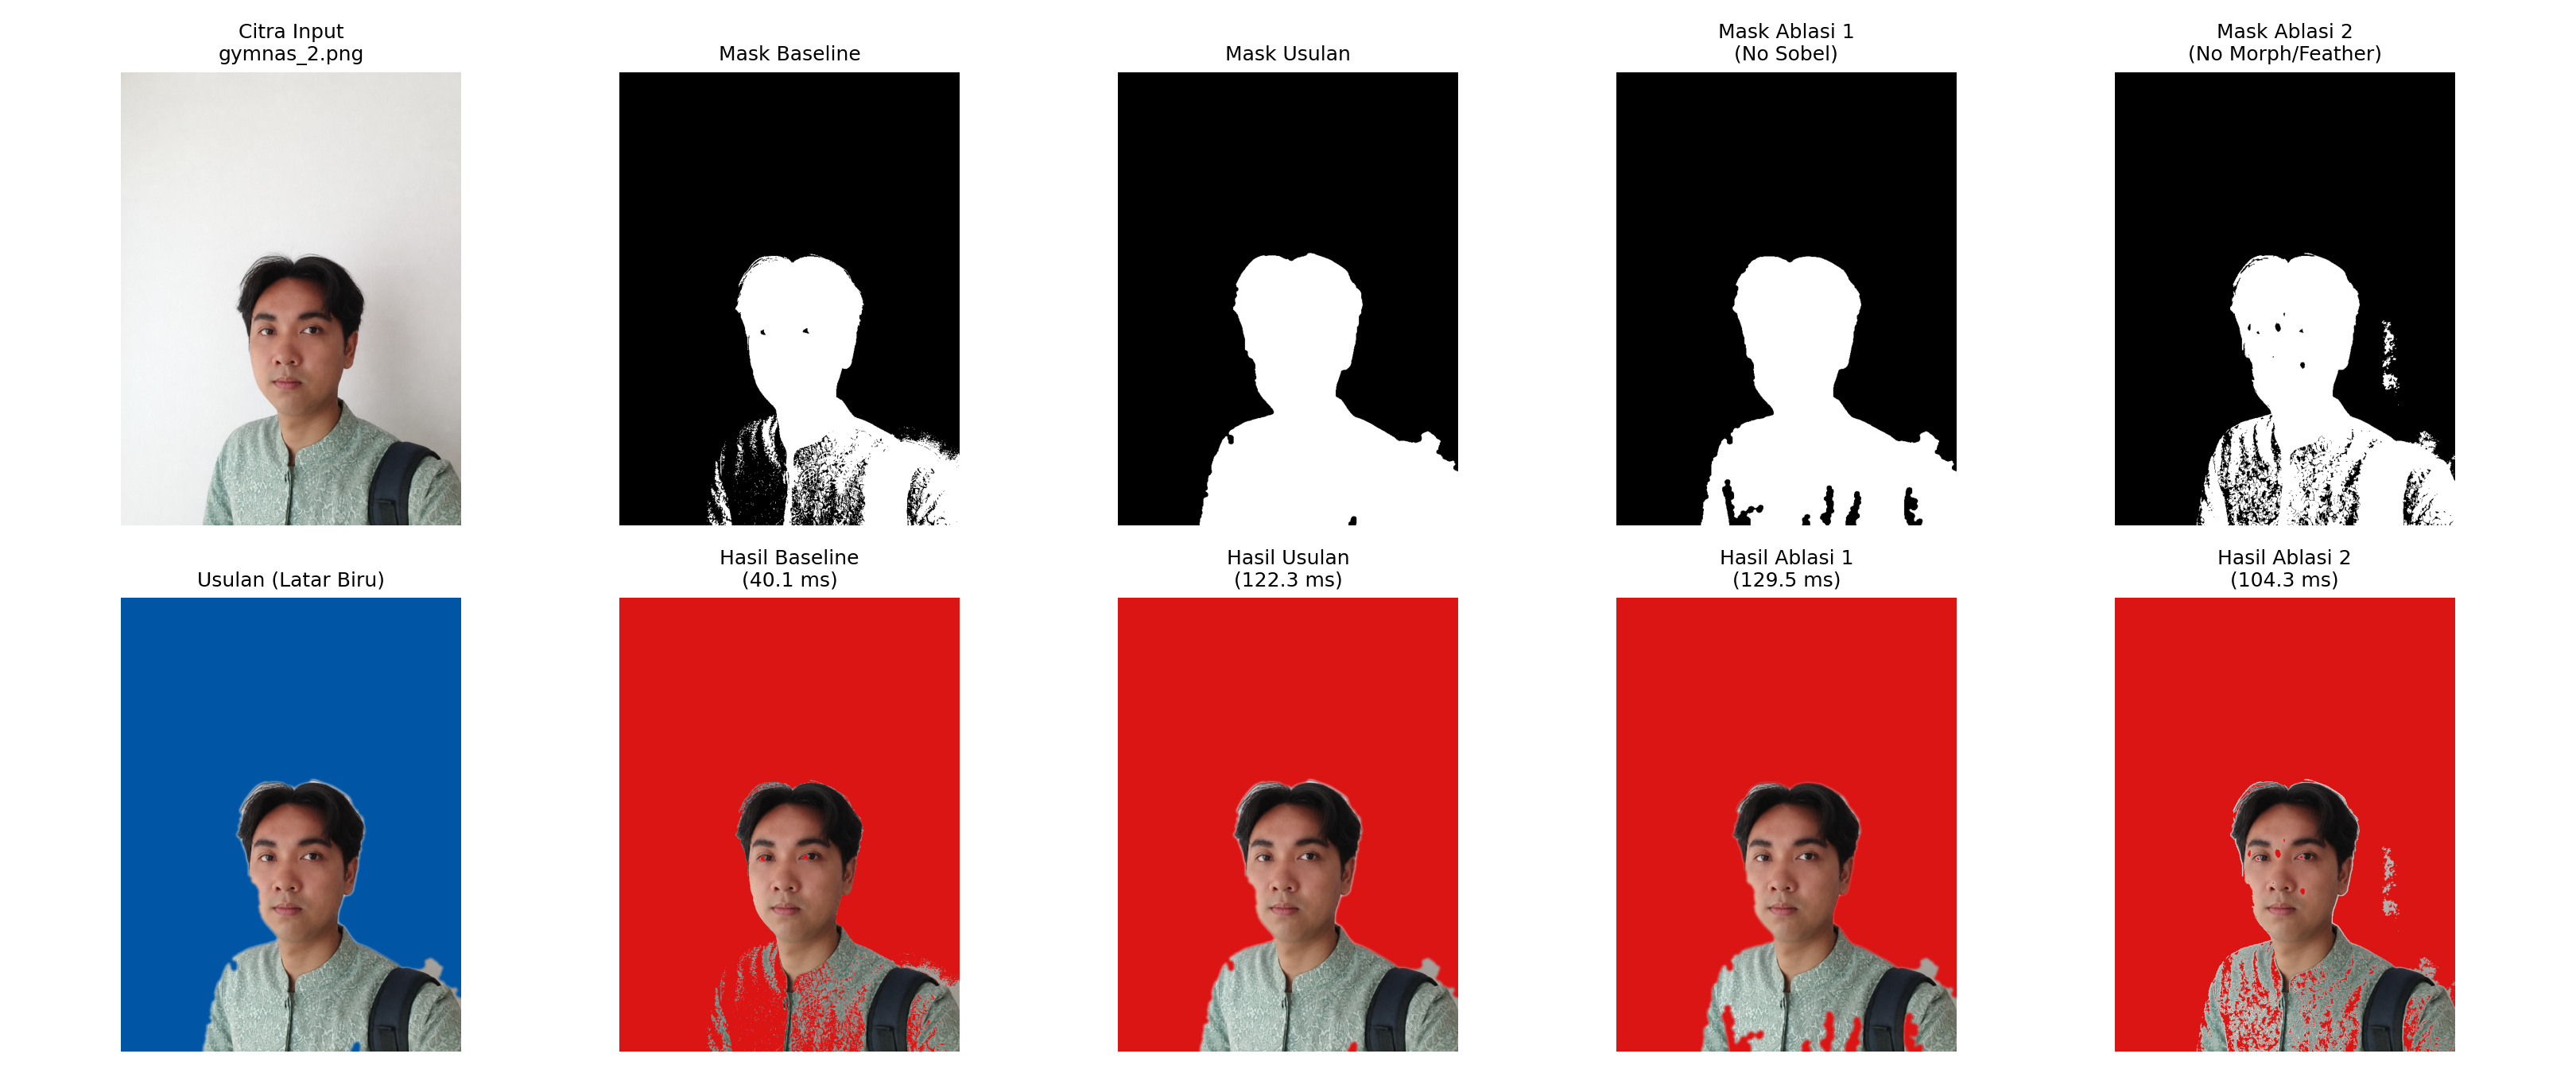 Citra Input
gymnas_2.png
Mask Baseline
Mask Usulan
Mask Ablasi 1
(No Sobel)
Mask Ablasi 2
(No Morph/Feather)
Usulan (Latar Biru)
Hasil Baseline
(40.1 ms)
Hasil Usulan
(122.3 ms)
Hasil Ablasi 1
(129.5 ms)
Hasil Ablasi 2
(104.3 ms)